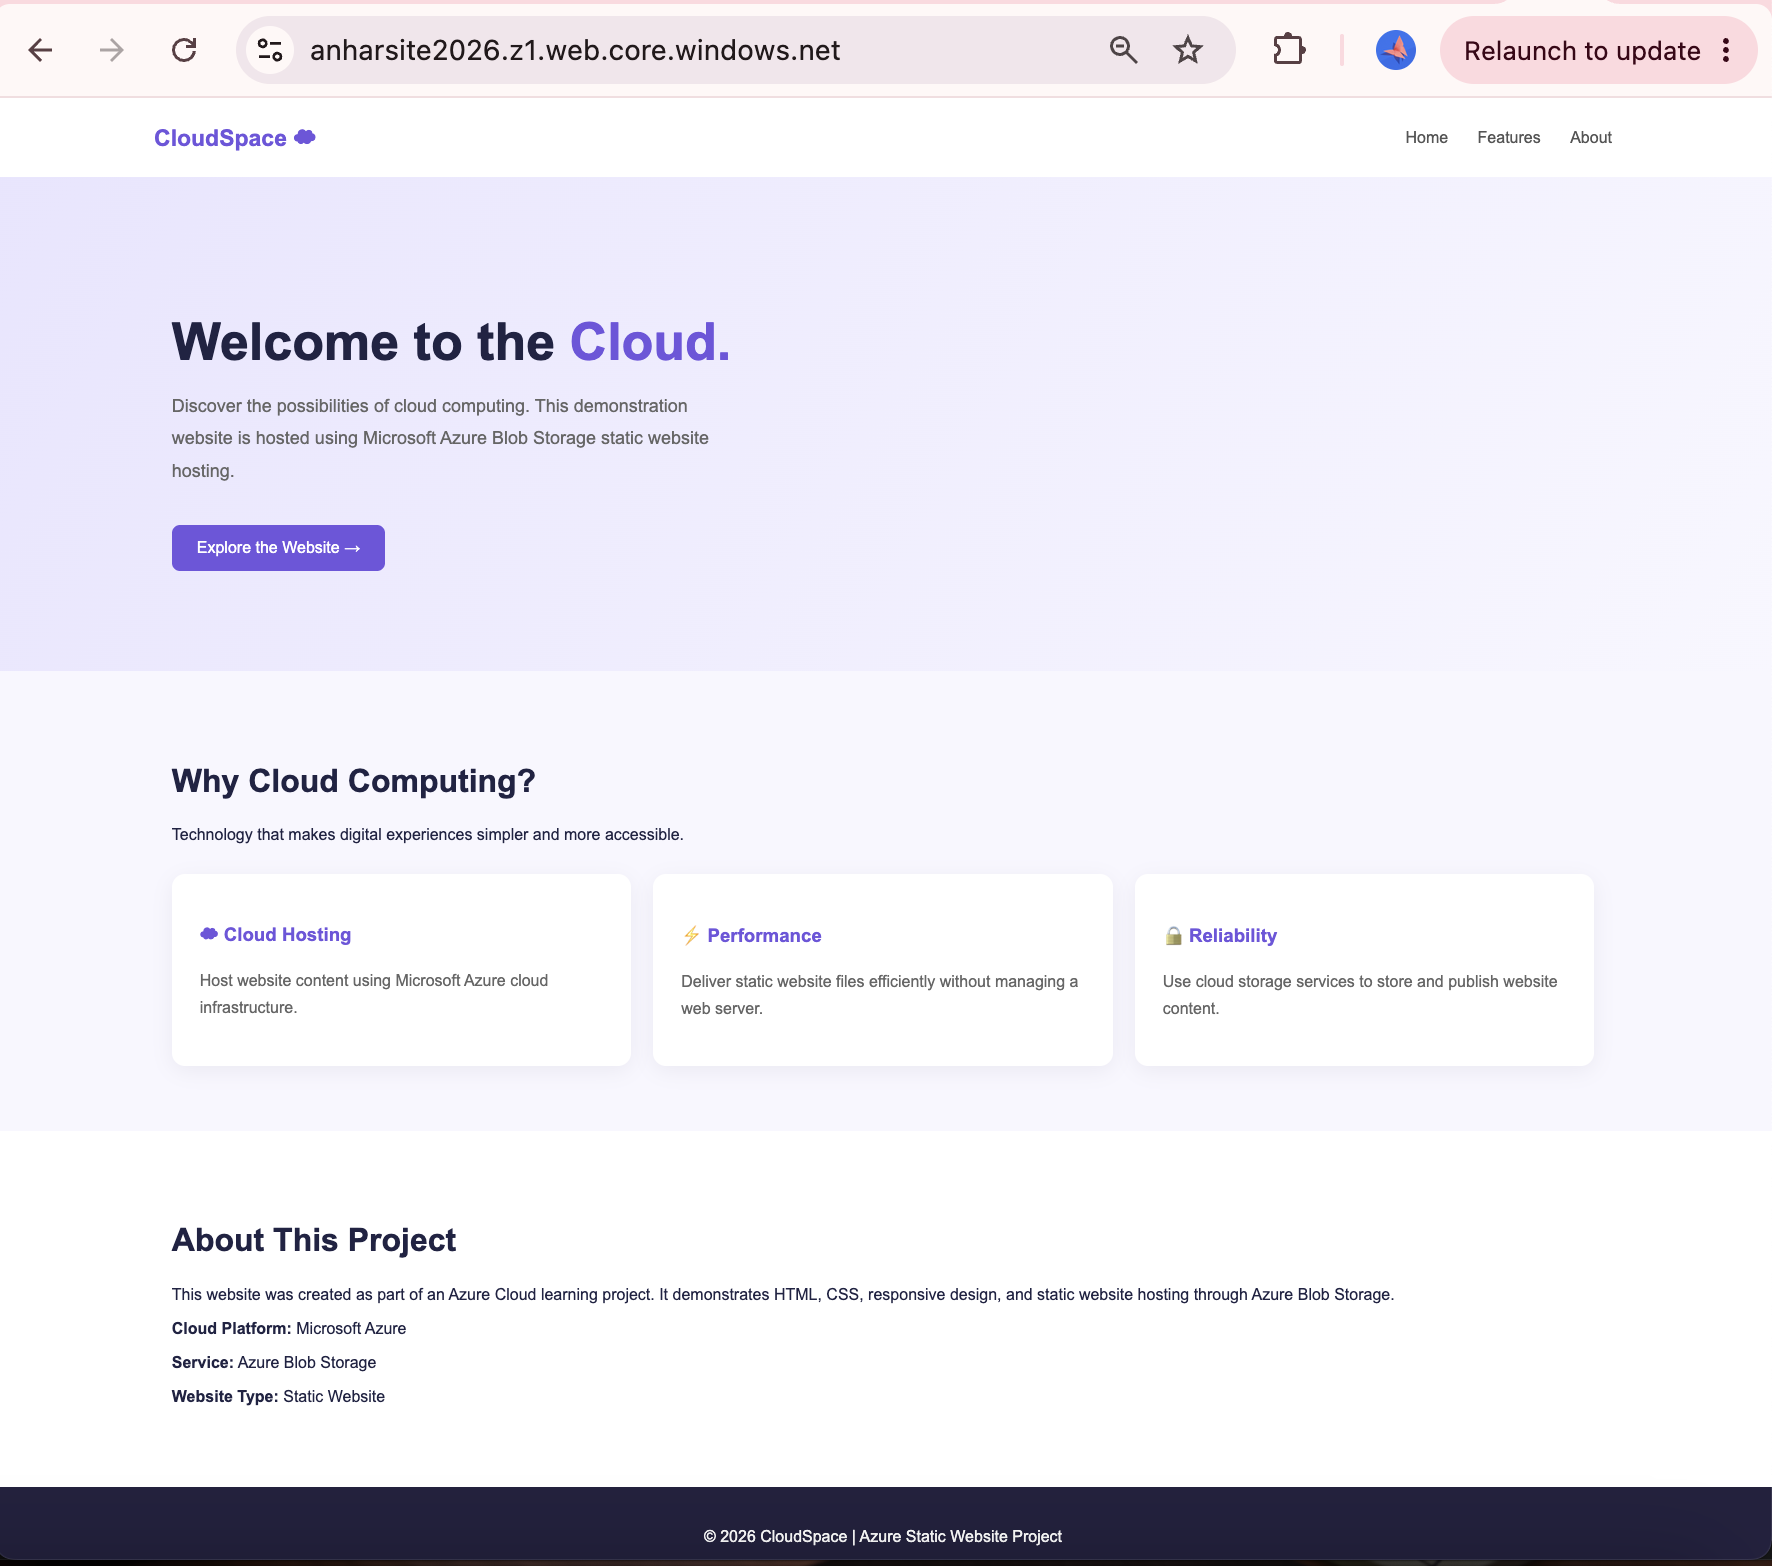 anharsite2026.z1.web.core.windows.net
Relaunch to update
CloudSpace
Home
Features
About
Welcome to the Cloud.
Discover the possibilities of cloud computing. This demonstration
website is hosted using Microsoft Azure Blob Storage static website
hosting.
Explore the Website →
Why Cloud Computing?
Technology that makes digital experiences simpler and more accessible.
Cloud Hosting
Host website content using Microsoft Azure cloud
infrastructure.
⚡ Performance
Deliver static website files efficiently without managing a
web server.
🔒 Reliability
Use cloud storage services to store and publish website
content.
About This Project
This website was created as part of an Azure Cloud learning project. It demonstrates HTML, CSS, responsive design, and static website hosting through Azure Blob Storage.
Cloud Platform: Microsoft Azure
Service: Azure Blob Storage
Website Type: Static Website
© 2026 CloudSpace | Azure Static Website Project